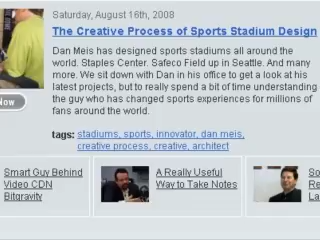 Saturday, August 16th, 2008
The Creative Process of Sports Stadium Design
Dan Meis has designed sports stadiums all around the
world. Staples Center. Safeco Field up in Seattle. And many
more. We sit down with Dan in his office to get a look at his
latest projects, but to really spend a bit of time understanding
the guy who has changed sports experiences for millions of
fans around the world.
Now
tags: stadiums, sports, innovator, dan meis,
creative process, creative, architect
Smart Guy Behind
Video CDN
Bitgravity
A Really Useful
Way to Take Notes
So
Re
La